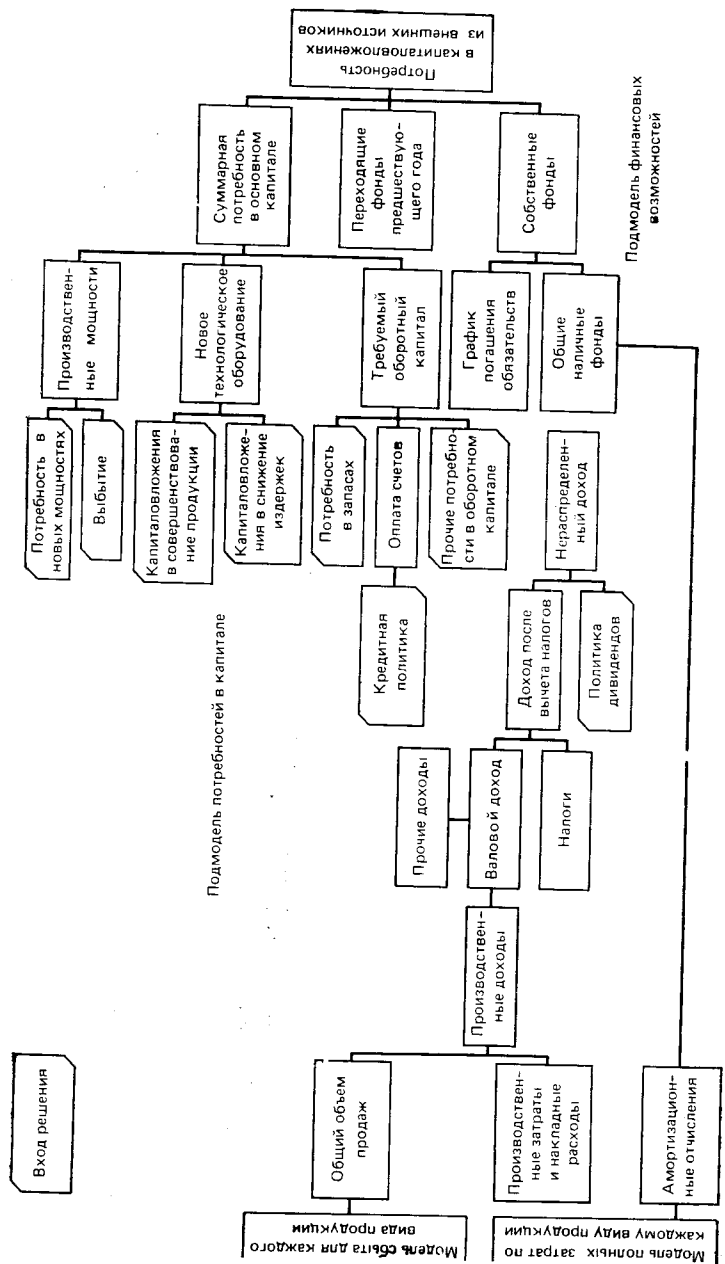 Вход решения
Подмодель потребностей в капитале
Потребность в
новых мощностях
Выбытие
Производствен-
ные мощности
Капиталовложения
в совершенствова-
ние продукции
Капиталовложе-
ния в снижение
издержек
Новое
технологическое
оборудование
Суммарная
потребность
в основном
капитале
Потребность
в капиталовложениях
из внешних источников
Потребность
в запасах
Кредитная
политика
Оплата счетов
Прочие потребно-
сти в оборотном
капитале
Требуемый
оборотный
капитал
Переходящие
фонды
предшествую-
щего года
Модель сбыта для каждого
вида продукции
Общий объем
продаж
Производствен-
ные затраты
и накладные
расходы
Производствен-
ные доходы
Прочие доходы
Валовой доход
Налоги
Доход после
вычета налогов
Политика
дивидендов
Нераспределен-
ный доход
График
погашения
обязательств
Общие
наличные
фонды
Собственные
фонды
Модель полных затрат по
каждому виду продукции
Амортизацион-
ные отчисления
Подмодель финансовых
возможностей